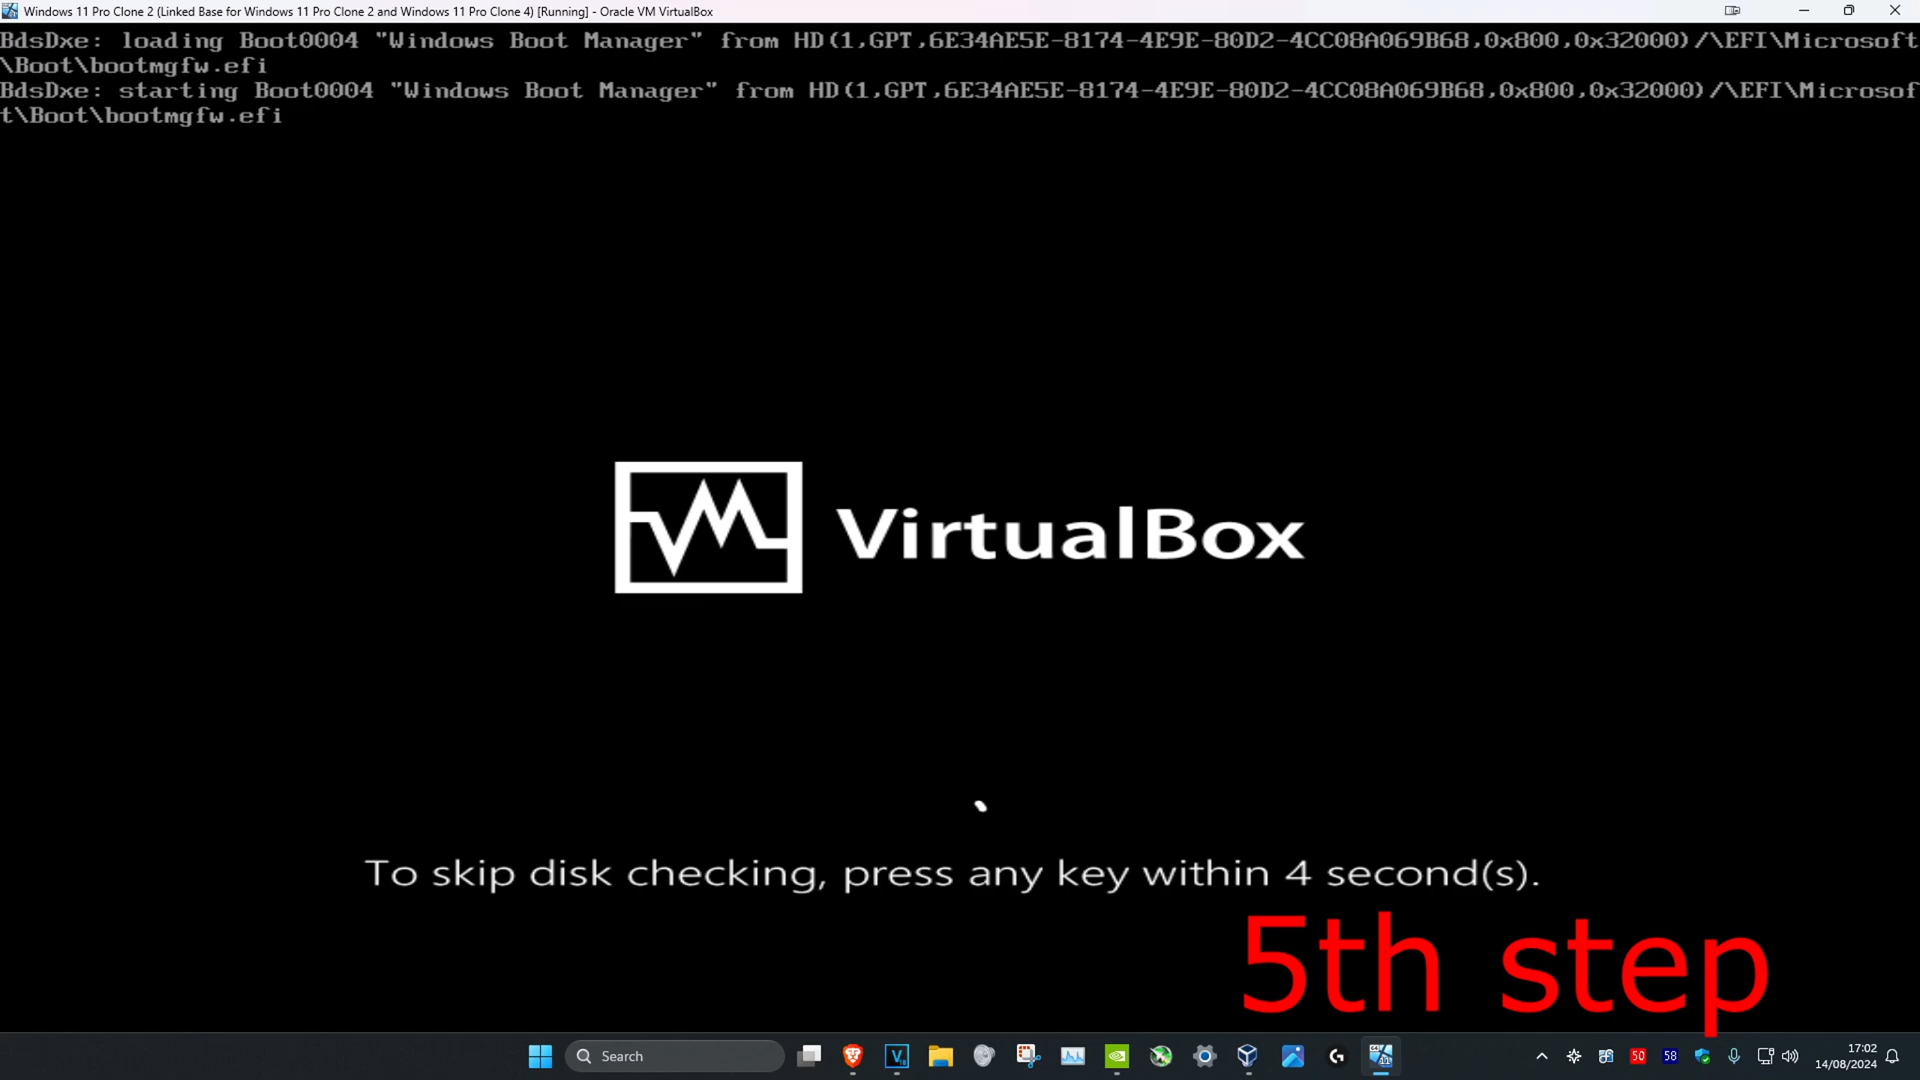 Windows 11 Pro Clone 2 (Linked Base for Windows 11 Pro Clone 2 and Windows 11 Pro Clone 4) [Running] - Oracle VM VirtualBox
BdsDxe: loading Boot0004 "Windows Boot Manager" from HD(1,GPT,6E34AE5E-8174-4E9E-80D2-4CC08A069B68,0x800,0x32000)/\EFI\Microsoft
\Boot\bootmgfw.efi
BdsDxe: starting Boot0004 "Windows Boot Manager" from HD(1,GPT,6E34AE5E-8174-4E9E-80D2-4CC08A069B68,0x800,0x32000)/\EFI\Microsof
t\Boot\bootmgfw.efi
VirtualBox
To skip disk checking, press any key within 4 second(s).
5th step
Search
50
58
17:02
14/08/2024